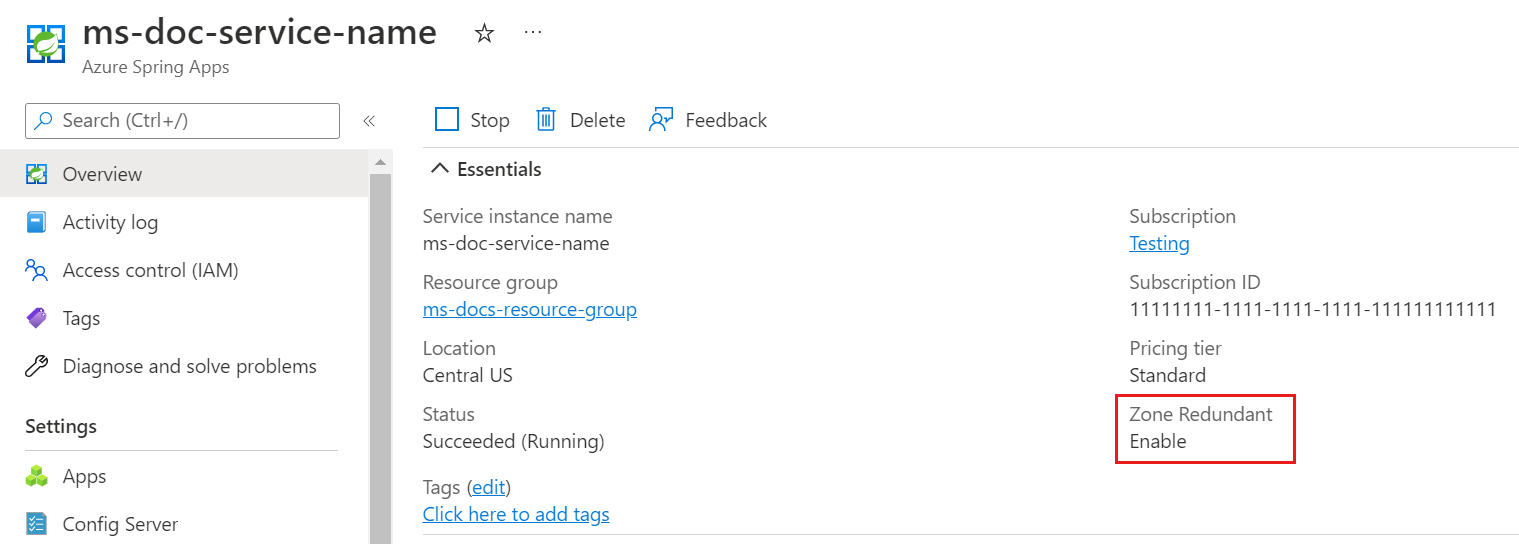 ms-doc-service-name
Azure Spring Apps
Search (Ctrl+/)
Overview
Activity log
Access control (IAM)
Tags
Diagnose and solve problems
Settings
Apps
Config Server
Stop
Delete
Feedback
Essentials
Service instance name
ms-doc-service-name
Resource group
ms-docs-resource-group
Location
Central US
Status
Succeeded (Running)
Tags (edit)
Click here to add tags
Subscription
Testing
Subscription ID
11111111-1111-1111-1111-111111111111
Pricing tier
Standard
Zone Redundant
Enable